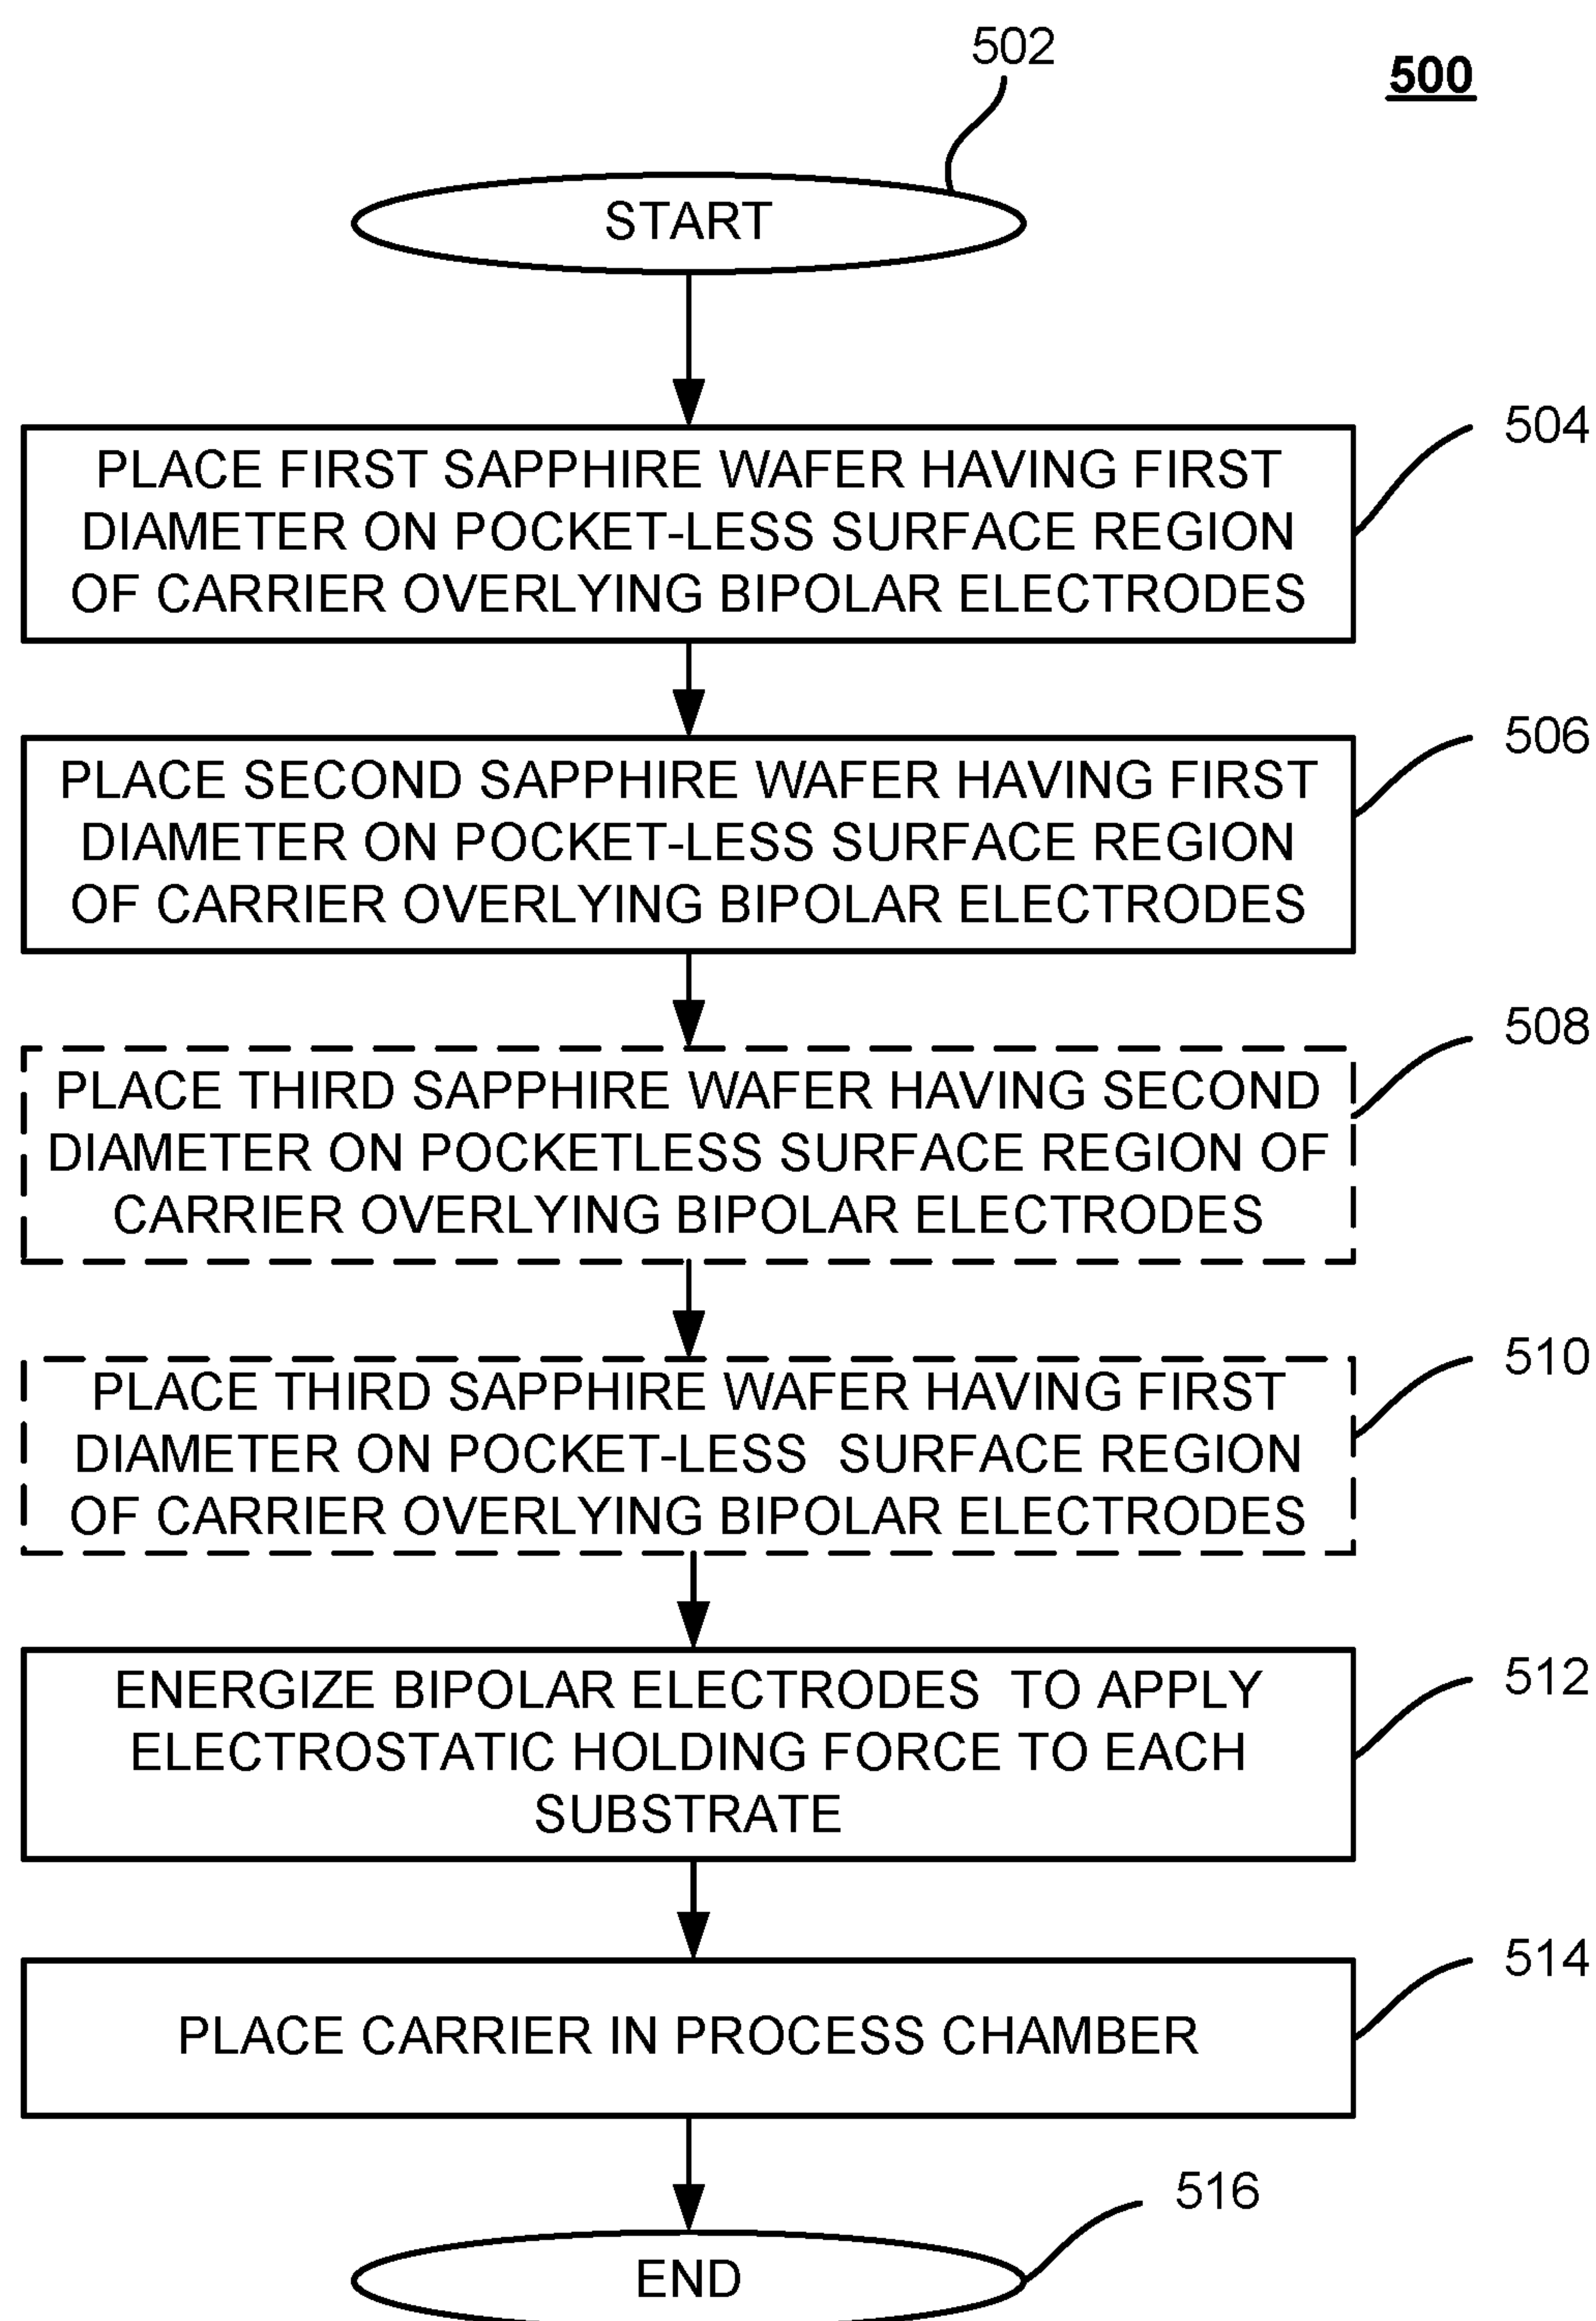 502
500
START
504
PLACE FIRST SAPPHIRE WAFER HAVING FIRST
DIAMETER ON POCKET-LESS SURFACE REGION
OF CARRIER OVERLYING BIPOLAR ELECTRODES
506
PLACE SECOND SAPPHIRE WAFER HAVING FIRST
DIAMETER ON POCKET-LESS SURFACE REGION
OF CARRIER OVERLYING BIPOLAR ELECTRODES
508
PLACE THIRD SAPPHIRE WAFER HAVING SECOND
DIAMETER ON POCKETLESS SURFACE REGION OF
CARRIER OVERLYING BIPOLAR ELECTRODES
510
PLACE THIRD SAPPHIRE WAFER HAVING FIRST
DIAMETER ON POCKET-LESS SURFACE REGION
OF CARRIER OVERLYING BIPOLAR ELECTRODES
512
ENERGIZE BIPOLAR ELECTRODES TO APPLY
ELECTROSTATIC HOLDING FORCE TO EACH
SUBSTRATE
514
PLACE CARRIER IN PROCESS CHAMBER
516
END